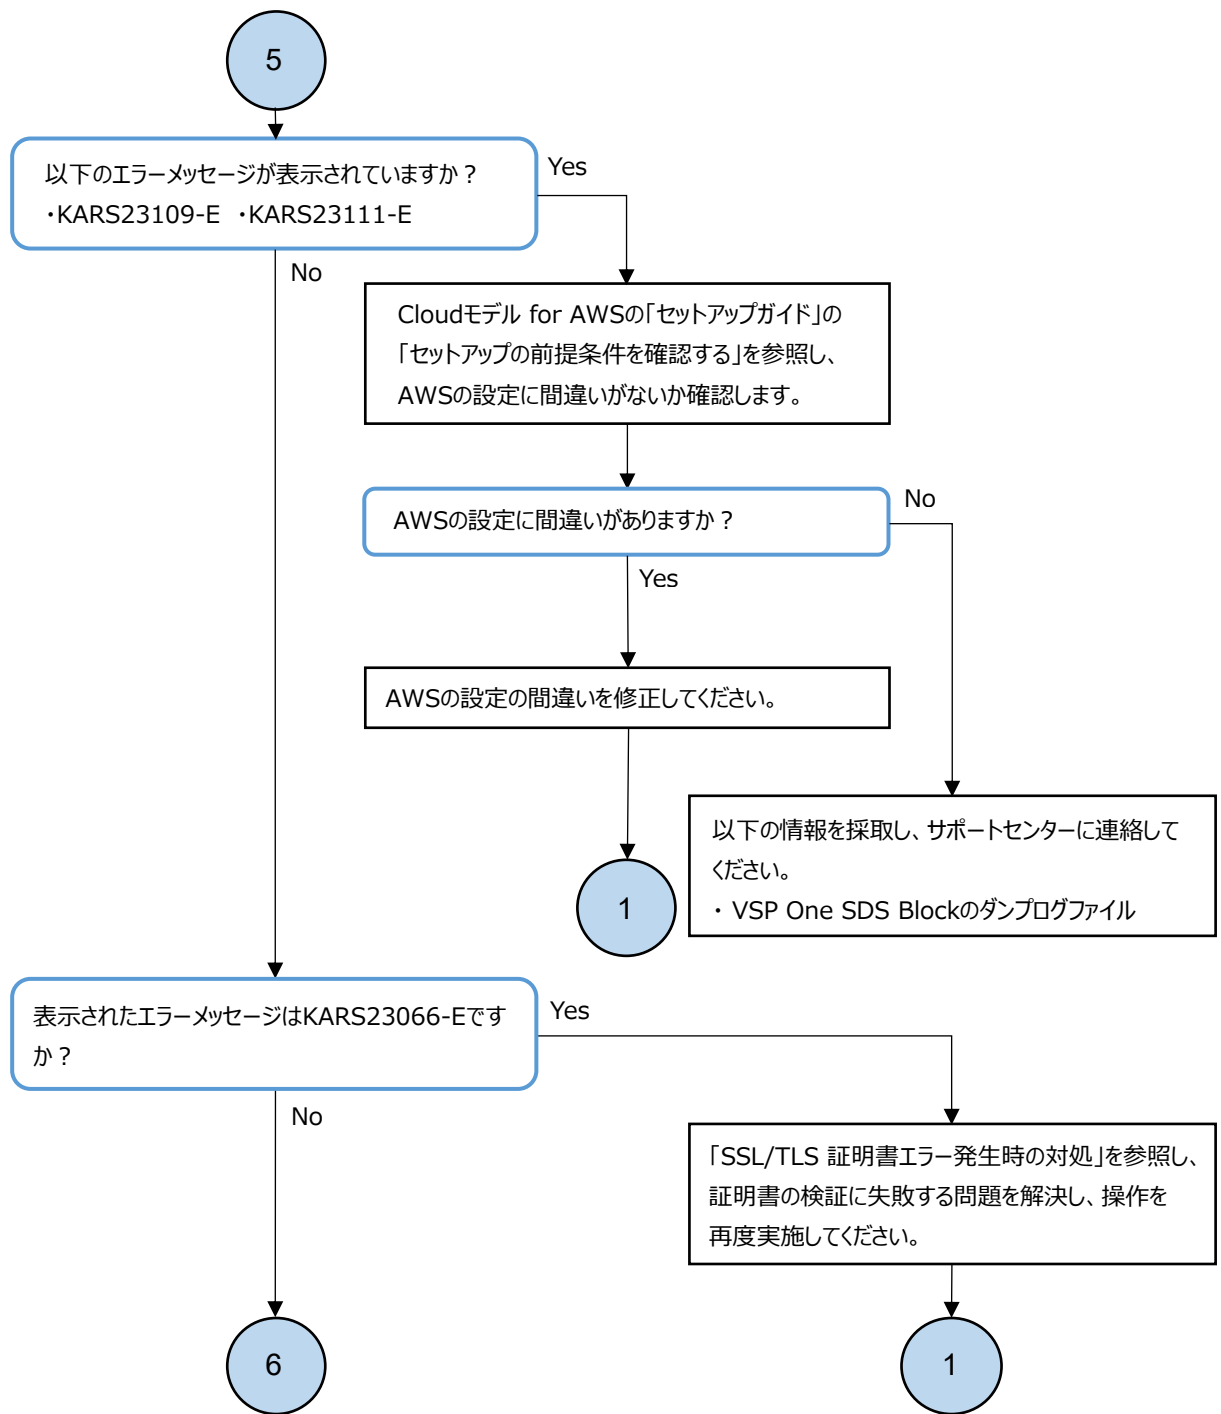 5
以下のエラーメッセージが表示されていますか？
・KARS23109-E ・KARS23111-E
Yes
No
Cloudモデル for AWSの「セットアップガイド」の
「セットアップの前提条件を確認する」を参照し、
AWSの設定に間違いがないか確認します。
AWSの設定に間違いがありますか？
No
Yes
AWSの設定の間違いを修正してください。
以下の情報を採取し、サポートセンターに連絡して
ください。
・ VSP One SDS Blockのダンプログファイル
1
表示されたエラーメッセージはKARS23066-Eです
か？
Yes
No
「SSL/TLS 証明書エラー発生時の対処」を参照し、
証明書の検証に失敗する問題を解決し、操作を
再度実施してください。
6
1